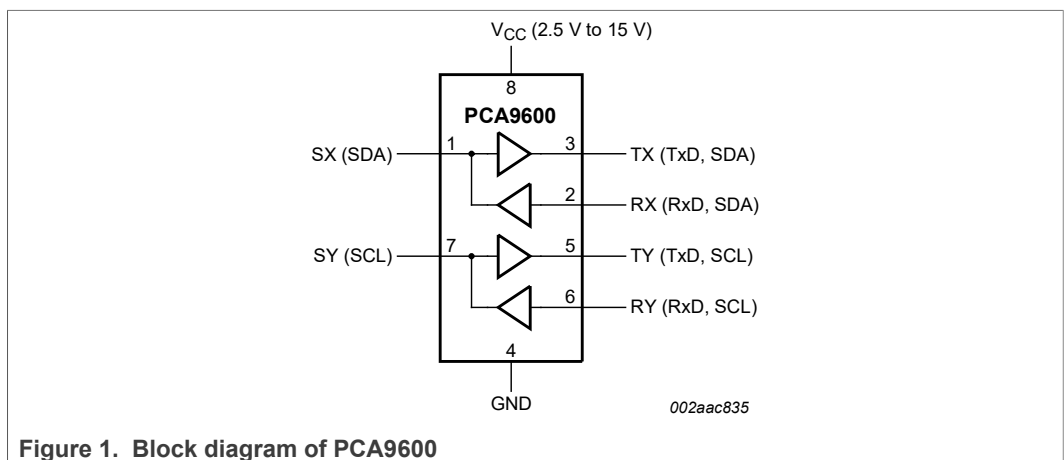 VCC (2.5 V to 15 V)
8
PCA9600
SX (SDA) 1 3 TX (TxD, SDA)
2 RX (RxD, SDA)
SY (SCL) 7 5 TY (TxD, SCL)
6 RY (RxD, SCL)
4
GND
002aac835
Figure 1. Block diagram of PCA9600